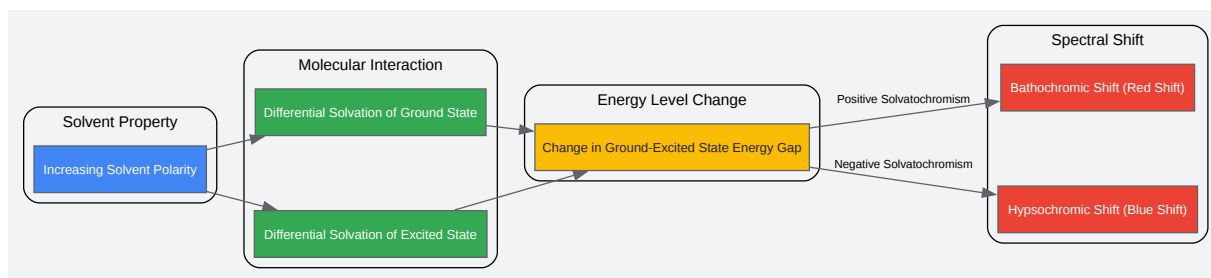 Solvent Property
Increasing Solvent Polarity
Molecular Interaction
Differential Solvation of Ground State
Differential Solvation of Excited State
Energy Level Change
Change in Ground-Excited State Energy Gap
Positive Solvatochromism
Negative Solvatochromism
Spectral Shift
Bathochromic Shift (Red Shift)
Hypsochromic Shift (Blue Shift)